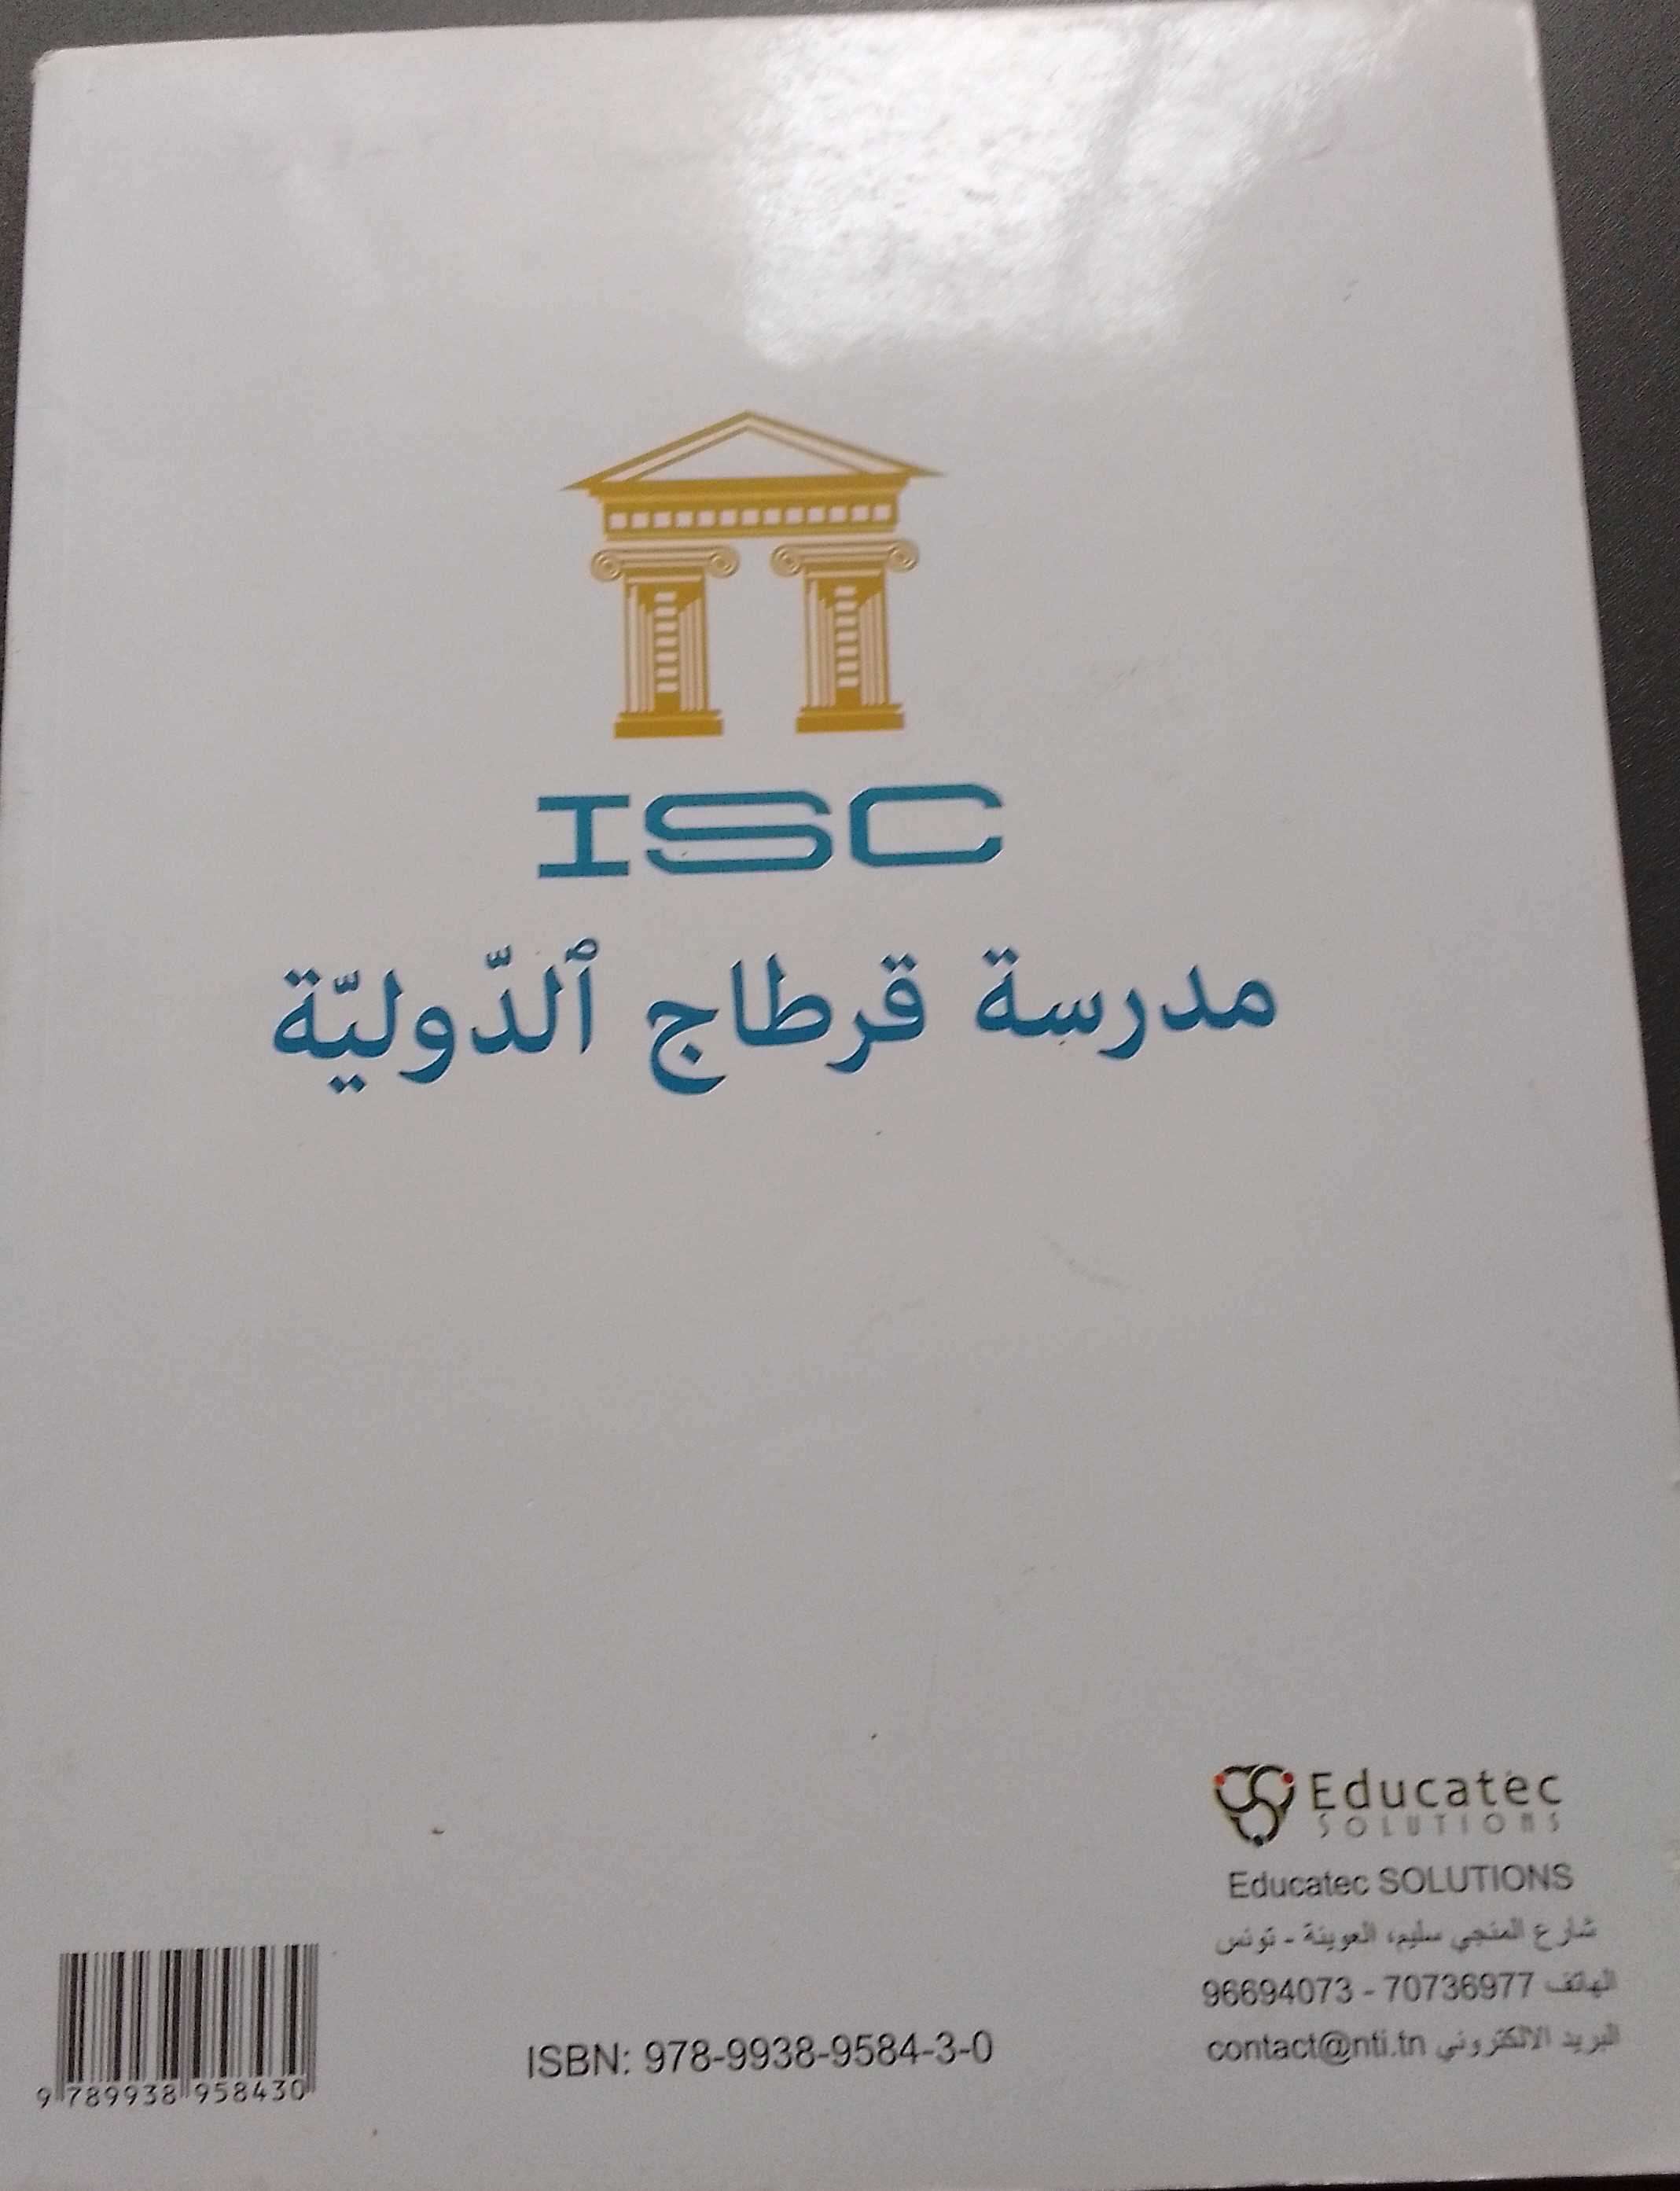 ISC
مدرسة قرطاج ٱلدّوليّة
Educatec
SOLUTIONS
Educatec SOLUTIONS
شارع المنجي سليم، العوينة - تونس
الهاتف 70736977 - 96694073
البريد الالكتروني contact@nti.tn
ISBN: 978-9938-9584-3-0
9 789938 958430